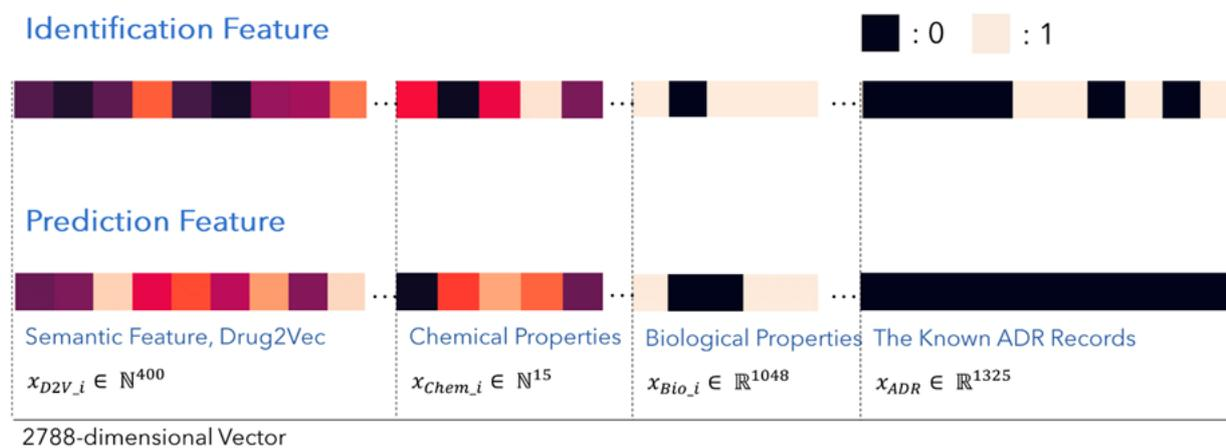 Identification Feature
: 0
: 1
...
...
...
Prediction Feature
...
...
...
Semantic Feature, Drug2Vec
Chemical Properties
Biological Properties
The Known ADR Records
x_{D2V_i} ∈ ℕ^{400}
x_{Chem_i} ∈ ℕ^{15}
x_{Bio_i} ∈ ℝ^{1048}
x_{ADR} ∈ ℝ^{1325}
2788-dimensional Vector